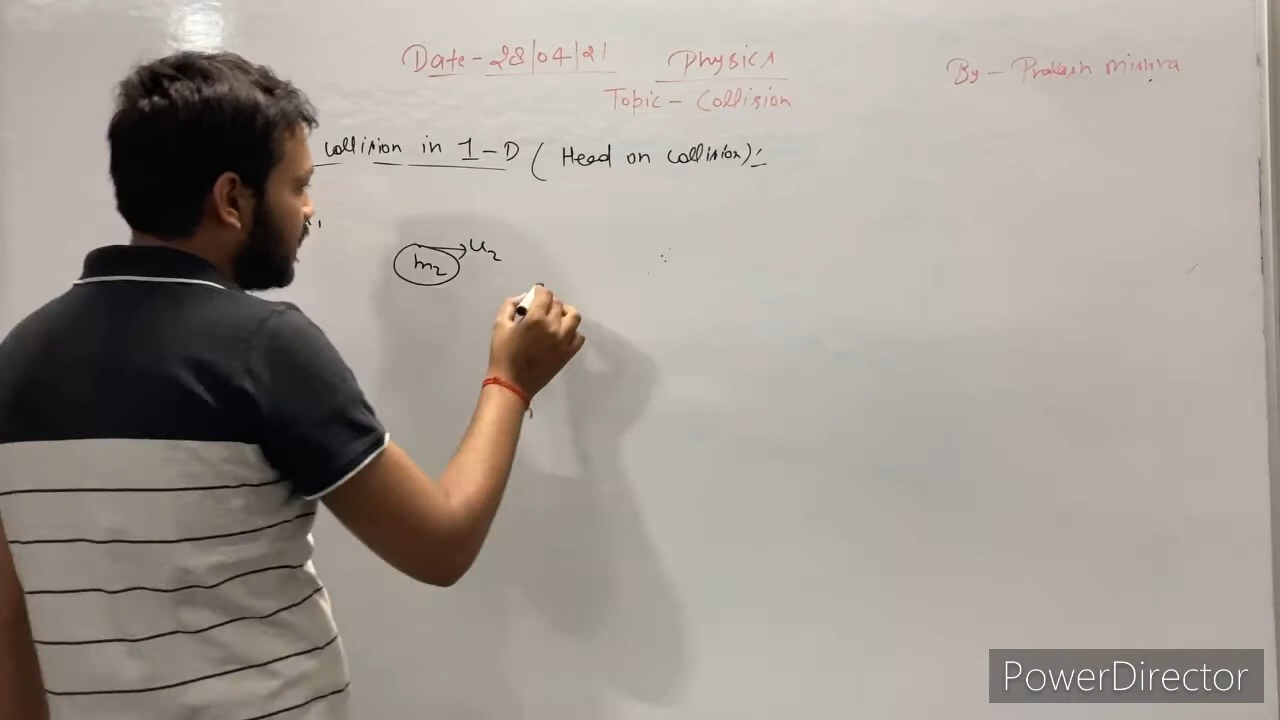 Date - 28/04/21 Physics
By - Prakash Mishra
Topic - Collision
collision in 1-D ( Head on collision) :-
u₂
m₂
PowerDirector